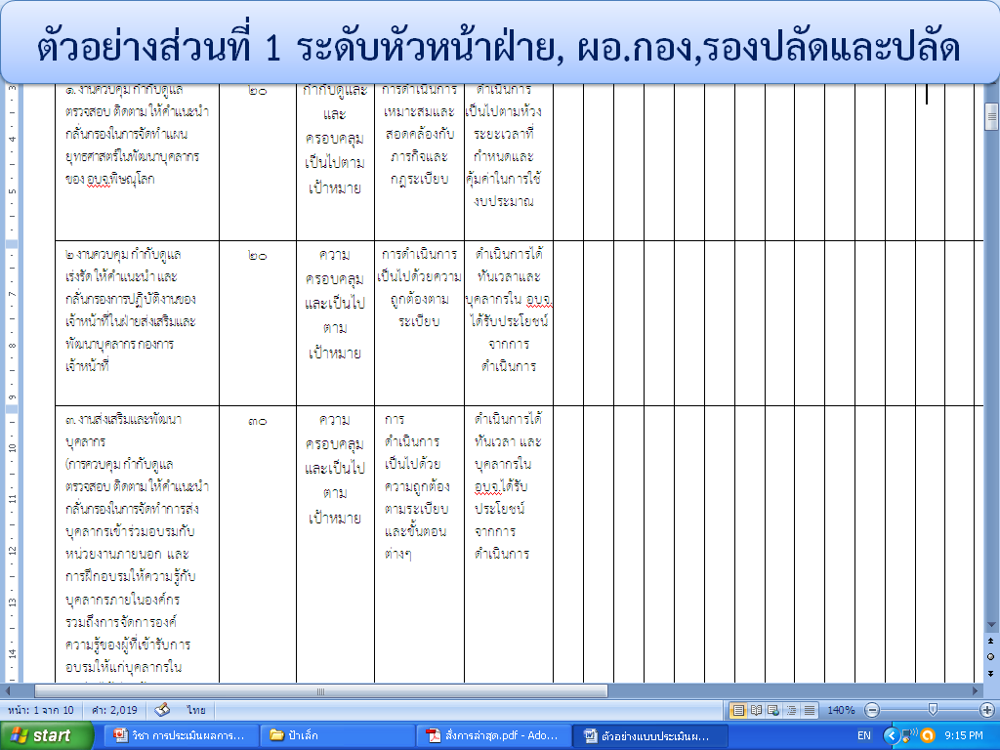 ตัวอย่างส่วนที่ 1 ระดับหัวหน้าฝ่าย, ผอ.กอง,รองปลัดและปลัด
๑. งานควบคุม กำกับดูแล
ตรวจสอบ ติดตาม ให้คำแนะนำ
กลั่นกรองในการจัดทำแผน
ยุทธศาสตร์ในพัฒนาบุคลากร
ของ อบจ.พิษณุโลก
๒๐
กำกับดูและ
และ
ครอบคลุม
เป็นไปตาม
เป้าหมาย
การดำเนินการ
เหมาะสมและ
สอดคล้องกับ
ภารกิจและ
กฎระเบียบ
ดำเนินการ
เป็นไปตามห้วง
ระยะเวลาที่
กำหนดและ
คุ้มค่าในการใช้
งบประมาณ
๒ งานควบคุม กำกับดูแล
เร่งรัด ให้คำแนะนำ และ
กลั่นกรองการปฏิบัติงานของ
เจ้าหน้าที่ในฝ่ายส่งเสริมและ
พัฒนาบุคลากร กองการ
เจ้าหน้าที่
๒๐
ความ
ครอบคลุม
และเป็นไป
ตาม
เป้าหมาย
การดำเนินการ
เป็นไปด้วยความ
ถูกต้องตาม
ระเบียบ
ดำเนินการได้
ทันเวลาและ
บุคลากรใน อบจ.
ได้รับประโยชน์
จากการ
ดำเนินการ
๓. งานส่งเสริมและพัฒนา
บุคลากร
(การควบคุม กำกับดูแล
ตรวจสอบ ติดตาม ให้คำแนะนำ
กลั่นกรองในการจัดทำการส่ง
บุคลากรเข้าร่วมอบรมกับ
หน่วยงานภายนอก และ
การฝึกอบรมให้ความรู้กับ
บุคลากรภายในองค์กร
รวมถึงการจัดการองค์
ความรู้ของผู้ที่เข้ารับการ
อบรมให้แก่บุคลากรใน
๓๐
ความ
ครอบคลุม
และเป็นไป
ตาม
เป้าหมาย
การ
ดำเนินการ
เป็นไปด้วย
ความถูกต้อง
ตามระเบียบ
และขั้นตอน
ต่างๆ
ดำเนินการได้
ทันเวลา และ
บุคลากรใน
อบจ.ได้รับ
ประโยชน์
จากการ
ดำเนินการ
3
4
5
7
8
9
10
11
12
13
14
หน้า: 1 จาก 10 คำ: 2,019 ไทย 140%
start วิชา การประเมินผลการ... ป้าเล็ก สั่งการล่าสุด.pdf - Ado... ตัวอย่างแบบประเมินผ... EN 9:15 PM